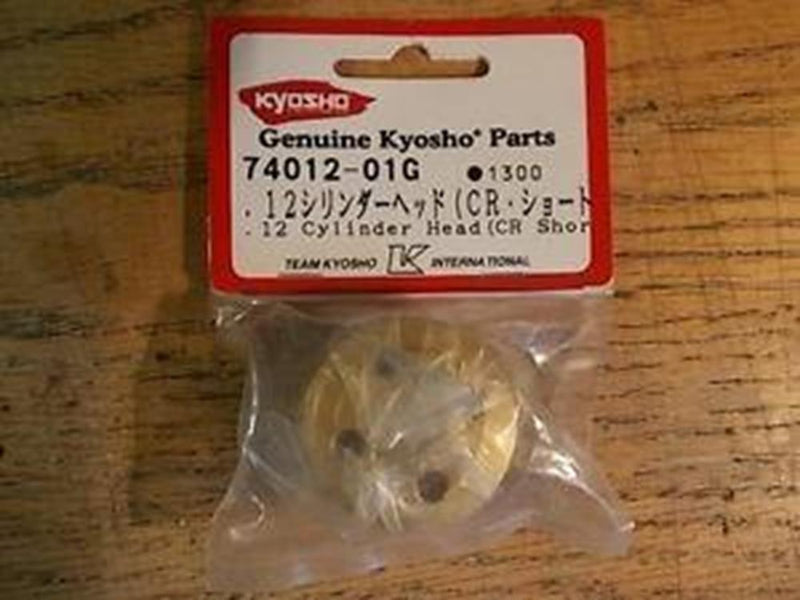 KYOSHO
Genuine Kyosho* Parts
74012-01G ●1300
.12シリンダーヘッド(CR・ショート
.12 Cylinder Head(CR Shor
TEAM KYOSHO K INTERNATIONAL